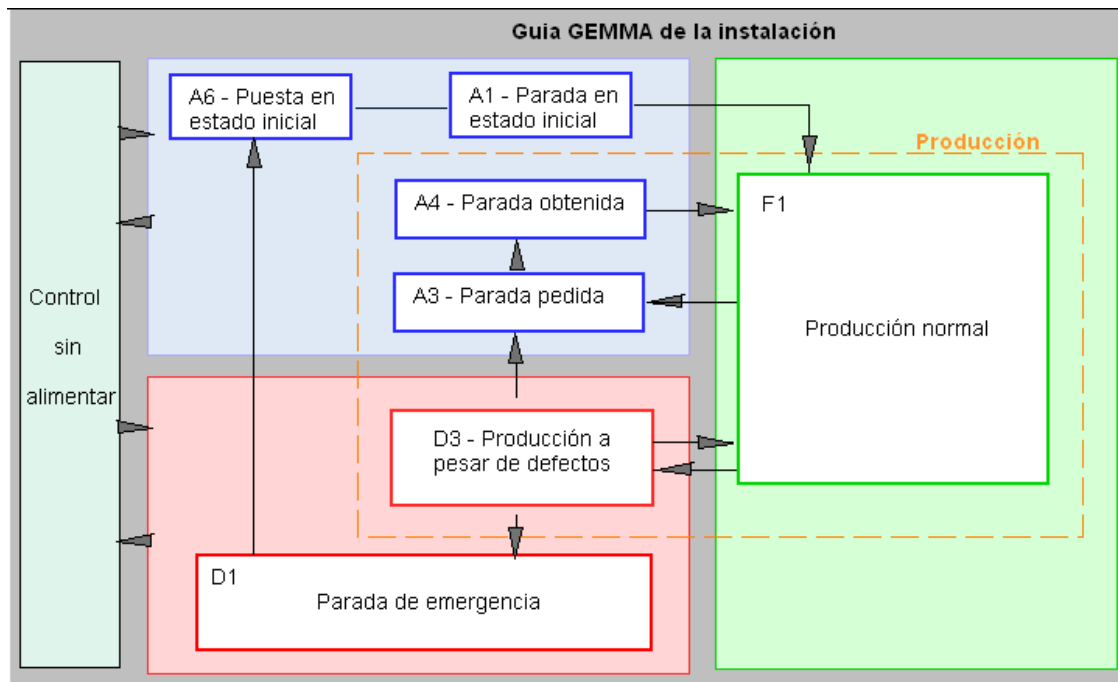 Guia GEMMA de la instalación
A6 - Puesta en
estado inicial
A1 - Parada en
estado inicial
Producción
A4 - Parada obtenida
F1
A3 - Parada pedida
Control
sin
alimentar
Producción normal
D3 - Producción a
pesar de defectos
D1
Parada de emergencia